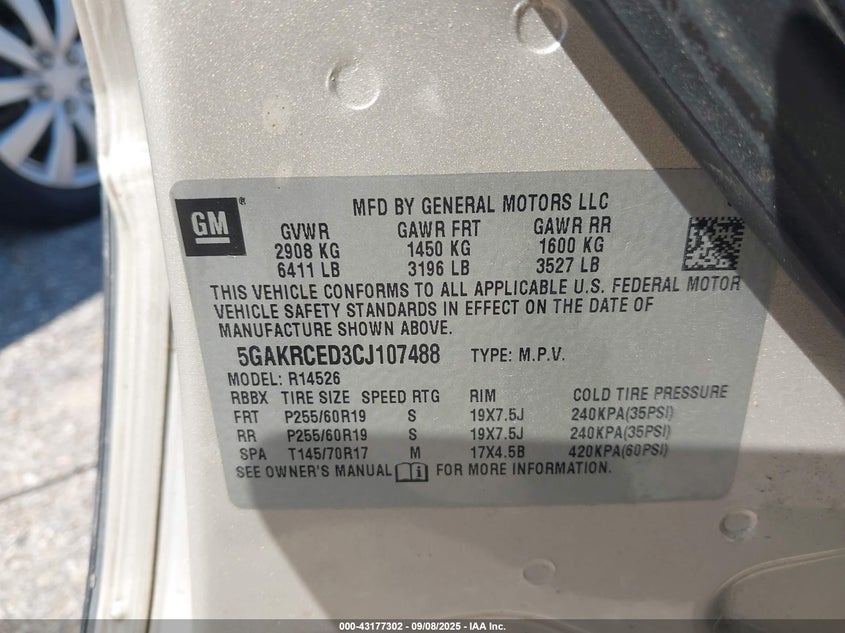 GM ®
MFD BY GENERAL MOTORS LLC
GVWR GAWR FRT GAWR RR
2908 KG 1450 KG 1600 KG
6411 LB 3196 LB 3527 LB
THIS VEHICLE CONFORMS TO ALL APPLICABLE U.S. FEDERAL MOTOR
VEHICLE SAFETY STANDARDS IN EFFECT ON THE DATE OF
MANUFACTURE SHOWN ABOVE.
5GAKRCED3CJ107488 TYPE: M.P.V.
MODEL: R14526
RBBX TIRE SIZE SPEED RTG RIM COLD TIRE PRESSURE
FRT P255/60R19 S 19X7.5J 240KPA(35PSI)
RR P255/60R19 S 19X7.5J 240KPA(35PSI)
SPA T145/70R17 M 17X4.5B 420KPA(60PSI)
SEE OWNER'S MANUAL i FOR MORE INFORMATION.
000-43177302 - 09/08/2025 - IAA Inc.